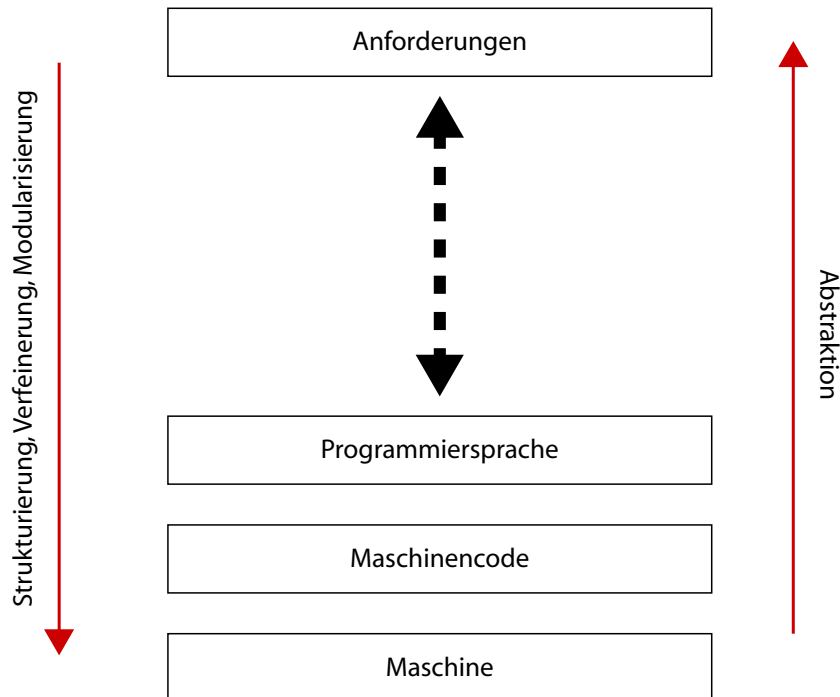 Anforderungen
Strukturierung, Verfeinerung, Modularisierung
Abstraktion
Programmiersprache
Maschinencode
Maschine